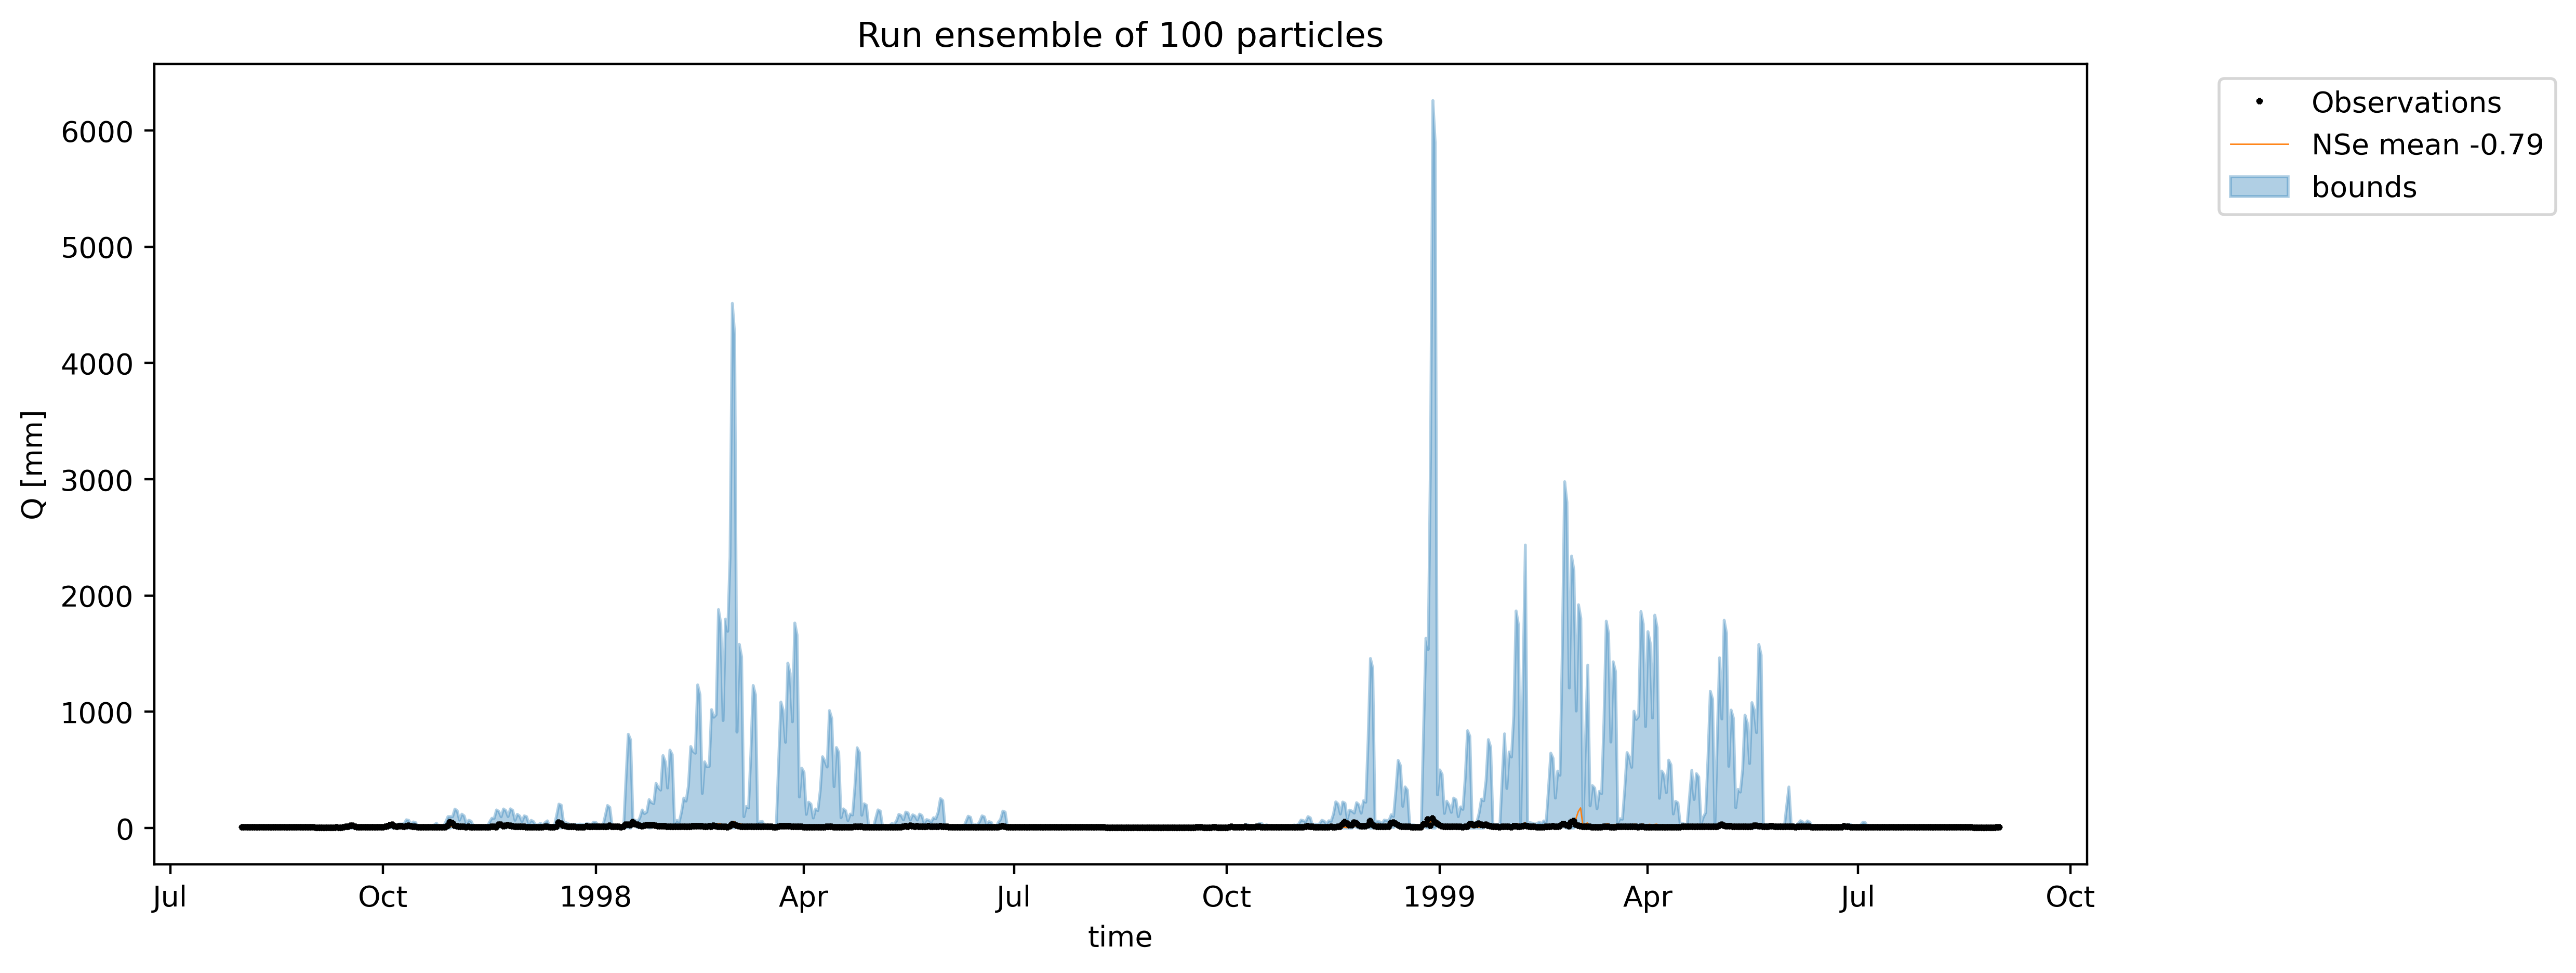 Run ensemble of 100 particles
Observations
NSe mean -0.79
bounds
Q [mm]
6000
5000
4000
3000
2000
1000
0
Jul Oct 1998 Apr Jul Oct 1999 Apr Jul Oct
time